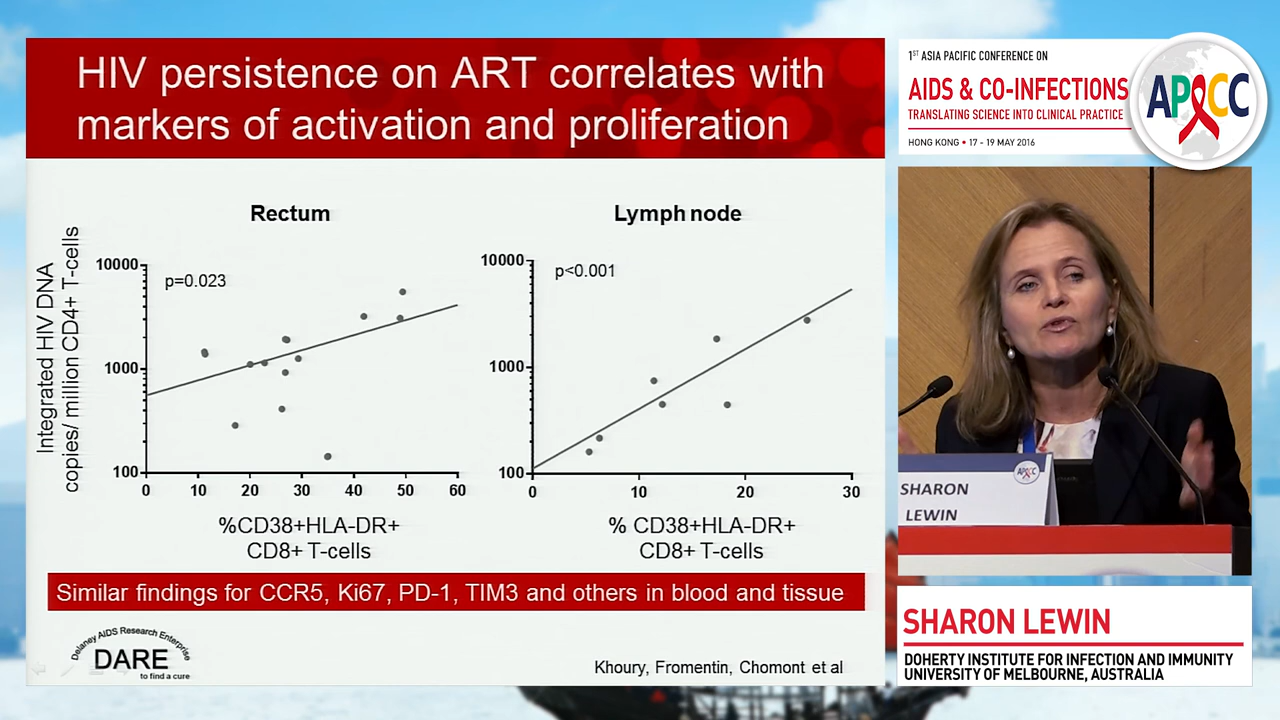 HIV persistence on ART correlates with
markers of activation and proliferation
Rectum
Integrated HIV DNA
copies/ million CD4+ T-cells
p=0.023
10000
1000
100
0 10 20 30 40 50 60
%CD38+HLA-DR+
CD8+ T-cells
Lymph node
p<0.001
10000
1000
100
0 10 20 30
% CD38+HLA-DR+
CD8+ T-cells
Similar findings for CCR5, Ki67, PD-1, TIM3 and others in blood and tissue
Delaney AIDS Research Enterprise
DARE
to find a cure
Khoury, Fromentin, Chomont et al
1ST ASIA PACIFIC CONFERENCE ON
AIDS & CO-INFECTIONS
TRANSLATING SCIENCE INTO CLINICAL PRACTICE
HONG KONG • 17 - 19 MAY 2016
APCC
APCC
SHARON
LEWIN
SHARON LEWIN
DOHERTY INSTITUTE FOR INFECTION AND IMMUNITY
UNIVERSITY OF MELBOURNE, AUSTRALIA